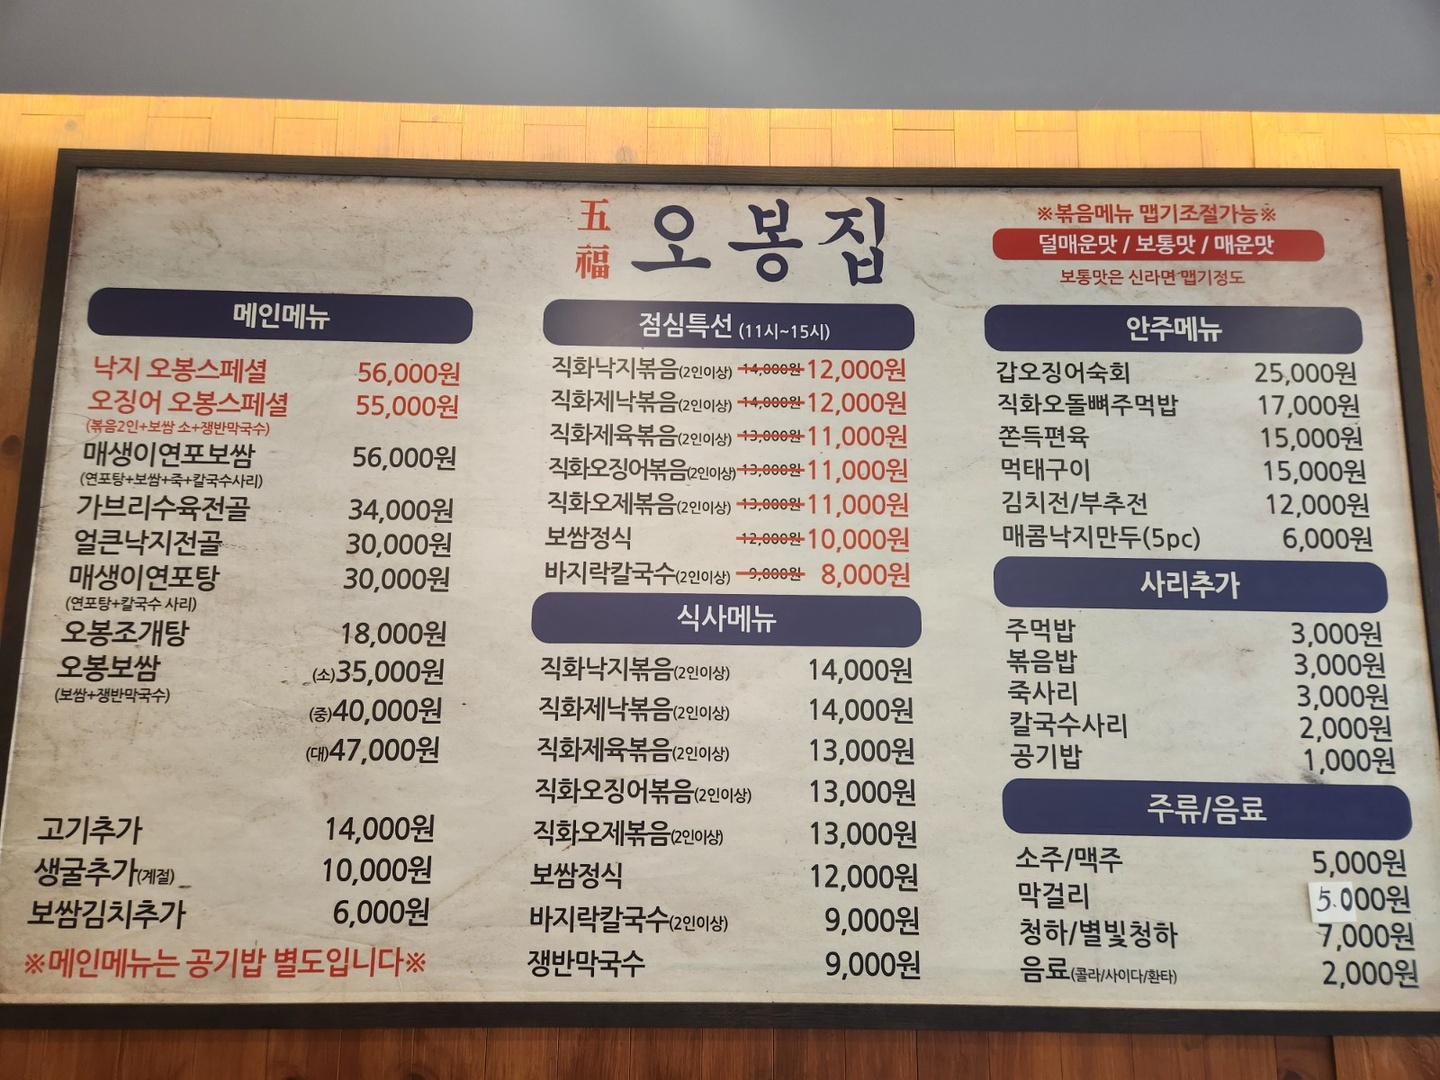 五福 오봉집
※볶음메뉴 맵기조절가능※
덜매운맛 / 보통맛 / 매운맛
보통맛은 신라면 맵기정도
메인메뉴
낙지 오봉스페셜 56,000원
오징어 오봉스페셜 55,000원
(볶음2인+보쌈 소+쟁반막국수)
매생이연포보쌈 56,000원
(연포탕+보쌈+죽+칼국수사리)
가브리수육전골 34,000원
얼큰낙지전골 30,000원
매생이연포탕 30,000원
(연포탕+칼국수 사리)
오봉조개탕 18,000원
오봉보쌈 (소)35,000원
(보쌈+쟁반막국수)
(중)40,000원
(대)47,000원
고기추가 14,000원
생굴추가(계절) 10,000원
보쌈김치추가 6,000원
※메인메뉴는 공기밥 별도입니다※
점심특선 (11시~15시)
직화낙지볶음(2인이상) 14,000원 12,000원
직화제낙볶음(2인이상) 14,000원 12,000원
직화제육볶음(2인이상) 13,000원 11,000원
직화오징어볶음(2인이상) 13,000원 11,000원
직화오제볶음(2인이상) 13,000원 11,000원
보쌈정식 12,000원 10,000원
바지락칼국수(2인이상) 9,000원 8,000원
식사메뉴
직화낙지볶음(2인이상) 14,000원
직화제낙볶음(2인이상) 14,000원
직화제육볶음(2인이상) 13,000원
직화오징어볶음(2인이상) 13,000원
직화오제볶음(2인이상) 13,000원
보쌈정식 12,000원
바지락칼국수(2인이상) 9,000원
쟁반막국수 9,000원
안주메뉴
갑오징어숙회 25,000원
직화오돌뼈주먹밥 17,000원
쫀득편육 15,000원
먹태구이 15,000원
김치전/부추전 12,000원
매콤낙지만두(5pc) 6,000원
사리추가
주먹밥 3,000원
볶음밥 3,000원
죽사리 3,000원
칼국수사리 2,000원
공기밥 1,000원
주류/음료
소주/맥주 5,000원
막걸리 5.000원
청하/별빛청하 7,000원
음료(콜라/사이다/환타) 2,000원